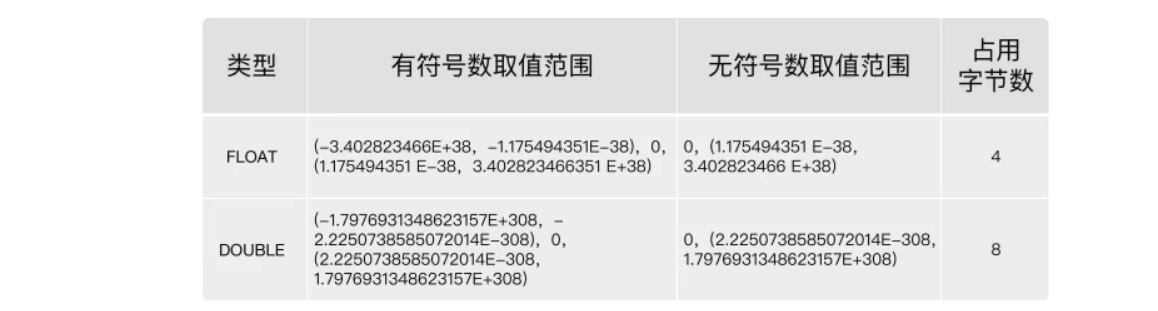 类型
有符号数取值范围
无符号数取值范围
占用
字节数
FLOAT
(-3.402823466E+38, -1.175494351E-38), 0,
(1.175494351 E-38, 3.402823466351 E+38)
0, (1.175494351 E-38,
3.402823466 E+38)
4
DOUBLE
(-1.7976931348623157E+308, -
2.2250738585072014E-308), 0,
(2.2250738585072014E-308,
1.7976931348623157E+308)
0, (2.2250738585072014E-308,
1.7976931348623157E+308)
8